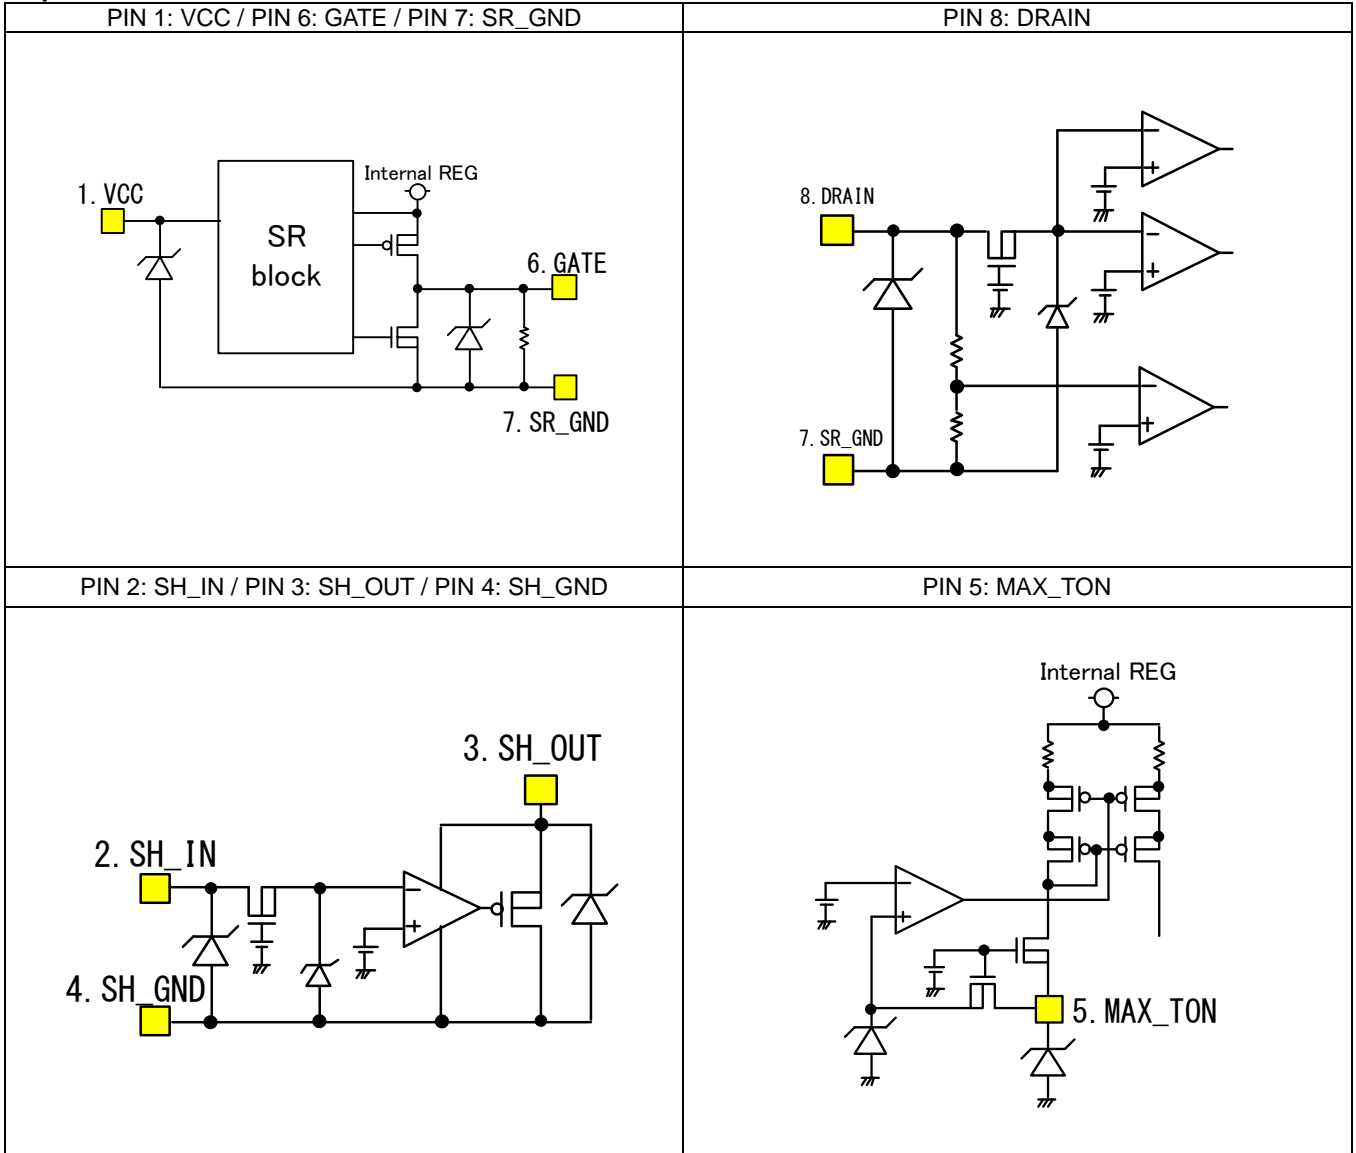 PIN 1: VCC / PIN 6: GATE / PIN 7: SR_GND
PIN 8: DRAIN
Internal REG
1. VCC
SR
block
6. GATE
7. SR_GND
8. DRAIN
7. SR_GND
PIN 2: SH_IN / PIN 3: SH_OUT / PIN 4: SH_GND
PIN 5: MAX_TON
3. SH_OUT
2. SH_IN
4. SH_GND
Internal REG
5. MAX_TON